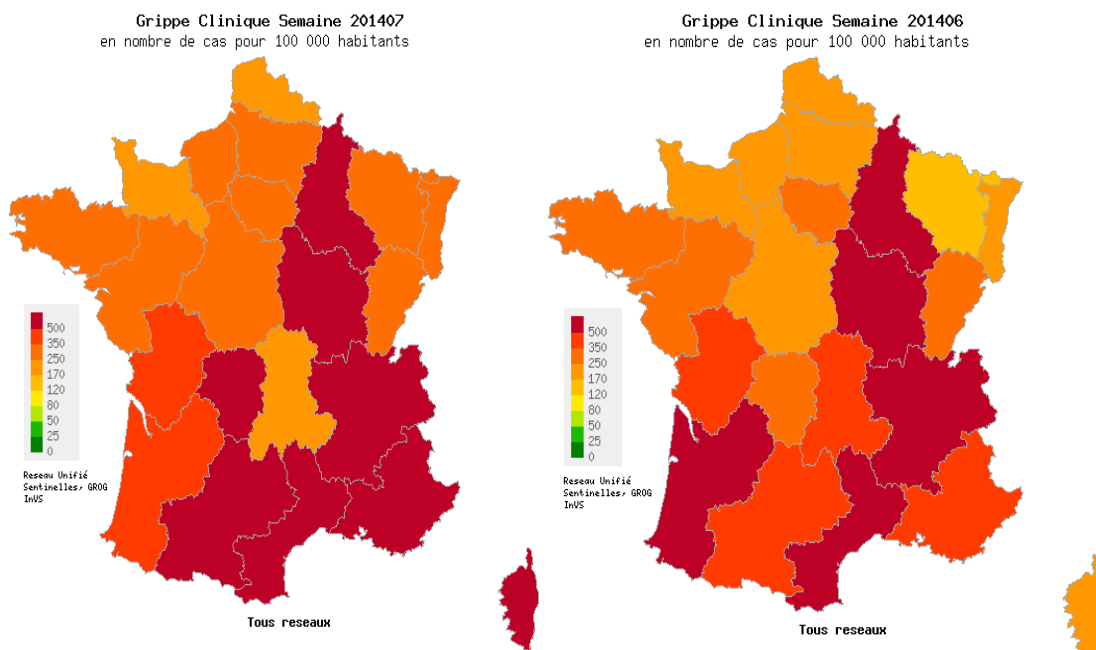 Grippe Clinique Semaine 201407
en nombre de cas pour 100 000 habitants
500
350
250
170
120
80
50
25
0
Reseau Unifié
Sentinelles, GROG
InVS
Tous reseaux
Grippe Clinique Semaine 201406
en nombre de cas pour 100 000 habitants
500
350
250
170
120
80
50
25
0
Reseau Unifié
Sentinelles, GROG
InVS
Tous reseaux